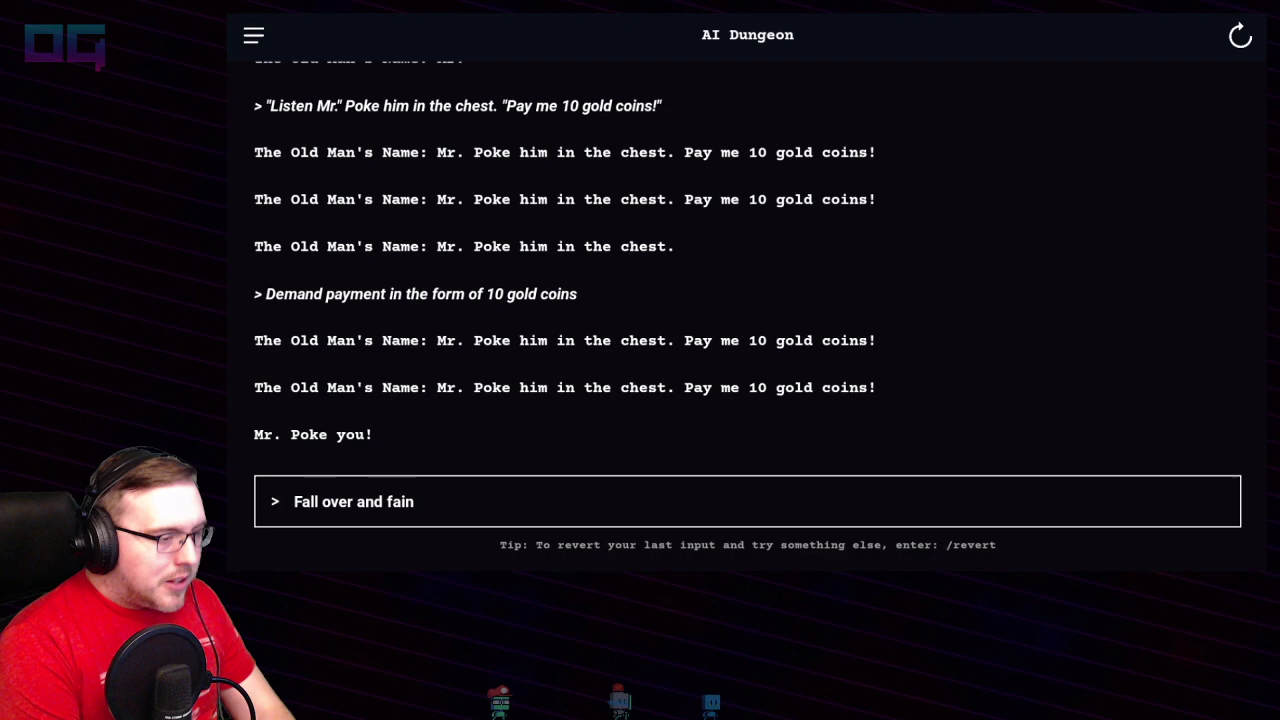 OG
AI Dungeon
> "Listen Mr." Poke him in the chest. "Pay me 10 gold coins!"
The Old Man's Name: Mr. Poke him in the chest. Pay me 10 gold coins!
The Old Man's Name: Mr. Poke him in the chest. Pay me 10 gold coins!
The Old Man's Name: Mr. Poke him in the chest.
> Demand payment in the form of 10 gold coins
The Old Man's Name: Mr. Poke him in the chest. Pay me 10 gold coins!
The Old Man's Name: Mr. Poke him in the chest. Pay me 10 gold coins!
Mr. Poke you!
> Fall over and fain
Tip: To revert your last input and try something else, enter: /revert